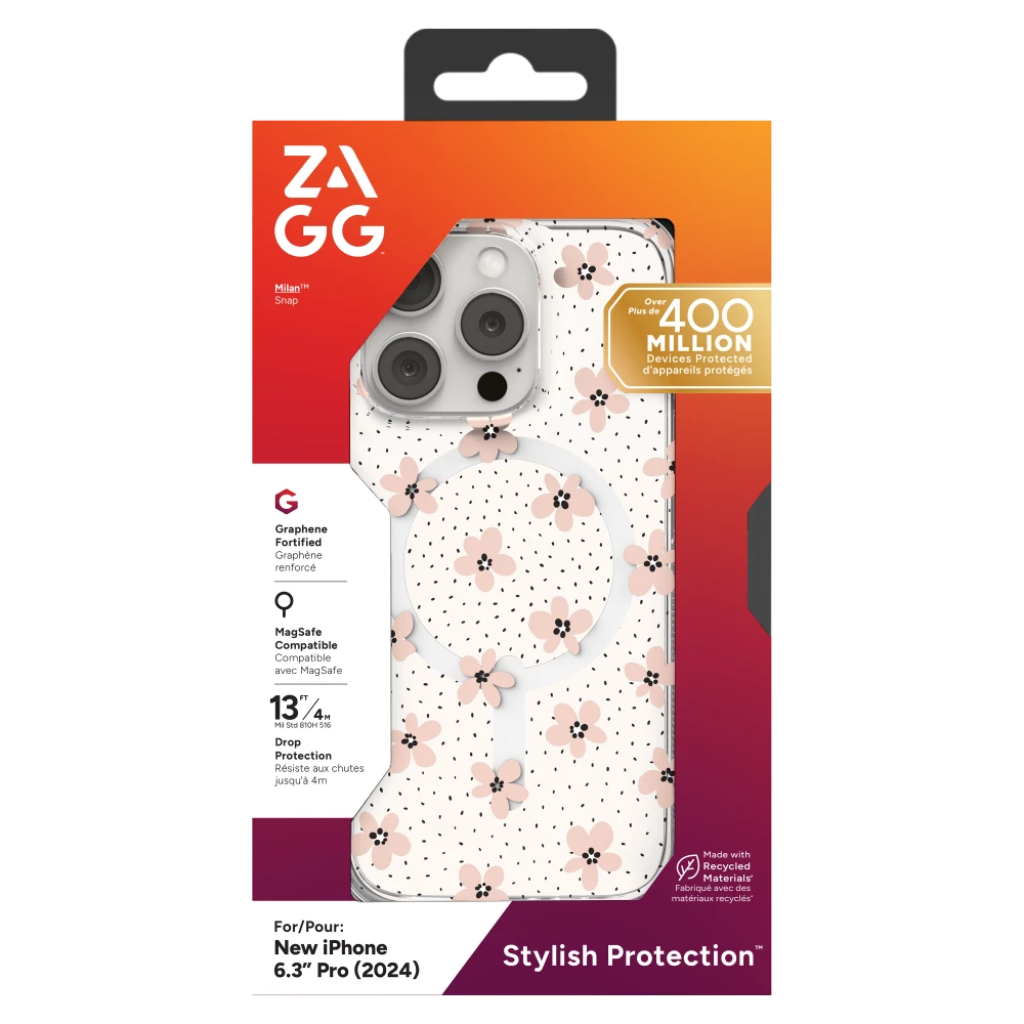 ZAGG™
Milan™
Snap
Over
Plus de
400
MILLION
Devices Protected
d'appareils protégés
G
Graphene
Fortified
Graphène
renforcé
MagSafe
Compatible
Compatible
avec MagSafe
13FT/4M
Mil Std 810H 516
Drop
Protection
Résiste aux chutes
jusqu'à 4m
Made with
Recycled
Materials*
Fabriqué avec des
matériaux recyclés*
For/Pour:
New iPhone
6.3” Pro (2024)
Stylish Protection™